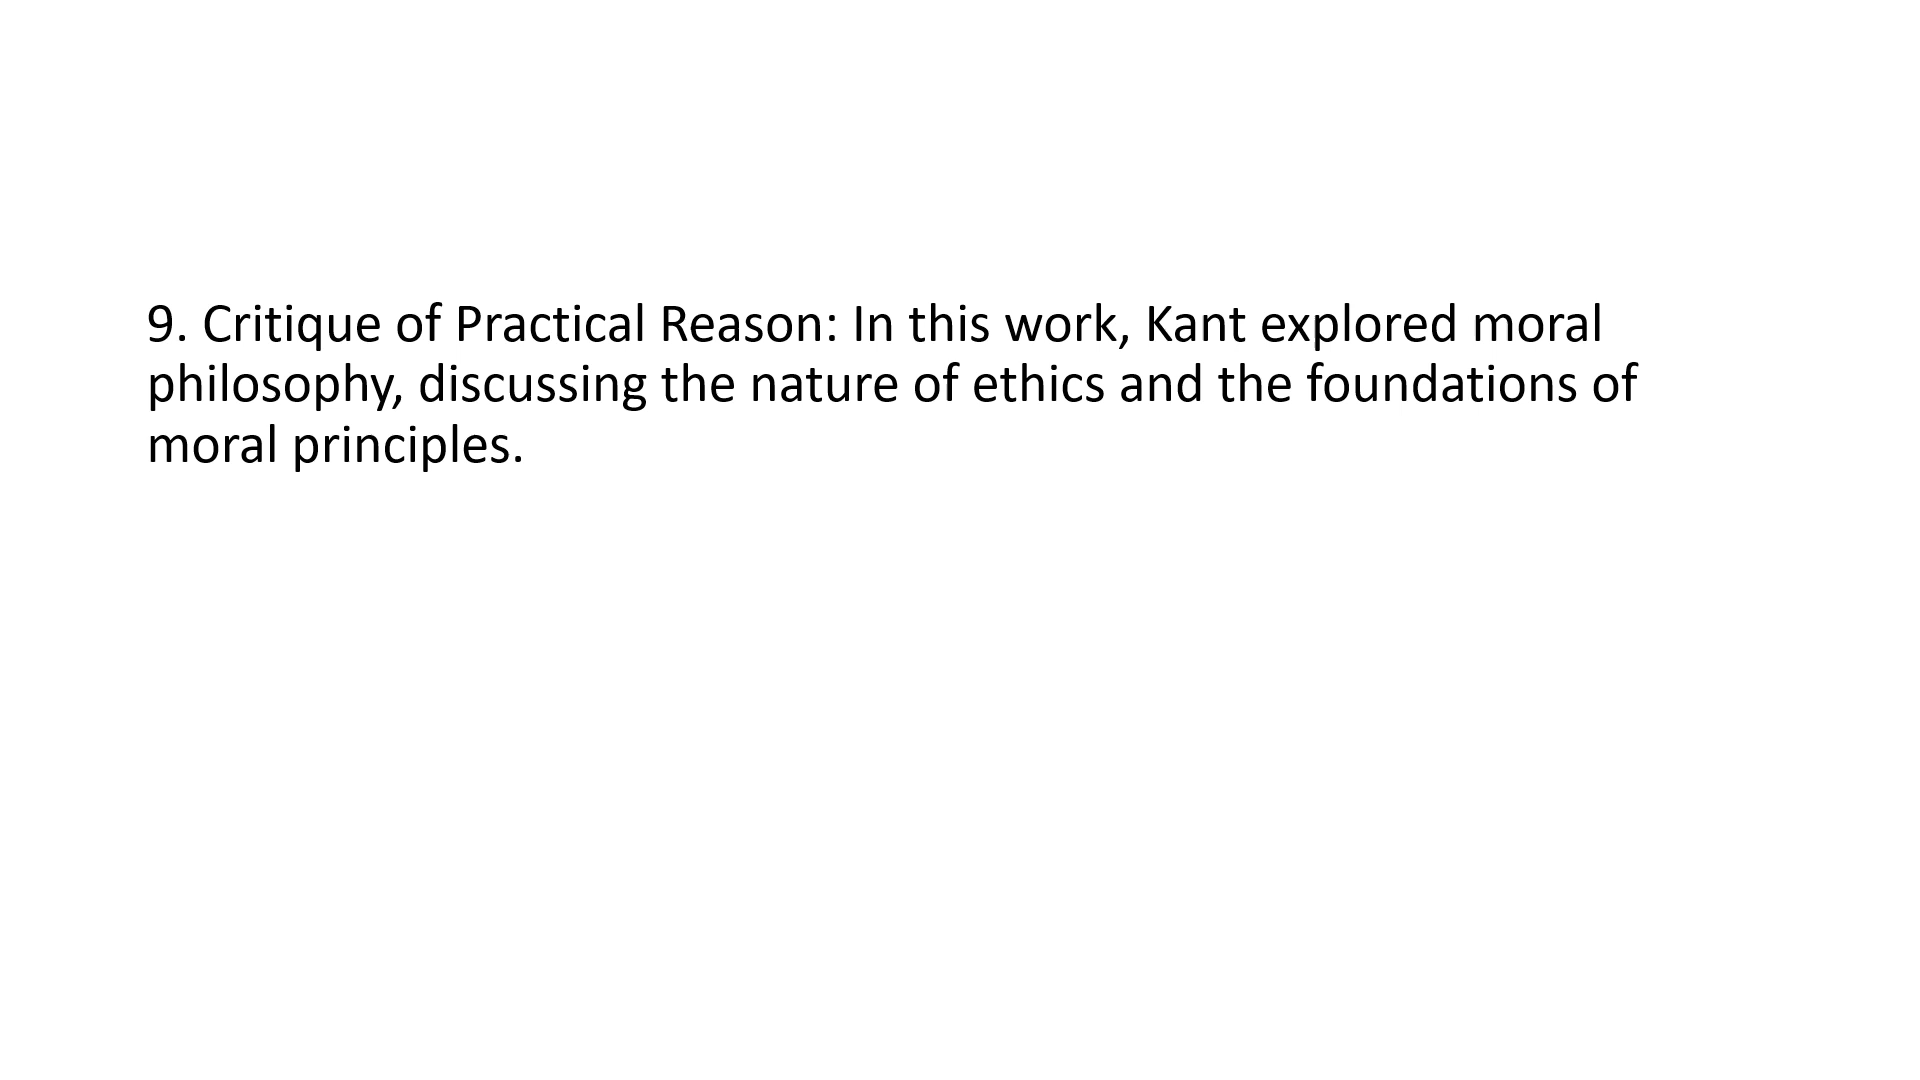 9. Critique of Practical Reason: In this work, Kant explored moral
philosophy, discussing the nature of ethics and the foundations of
moral principles.